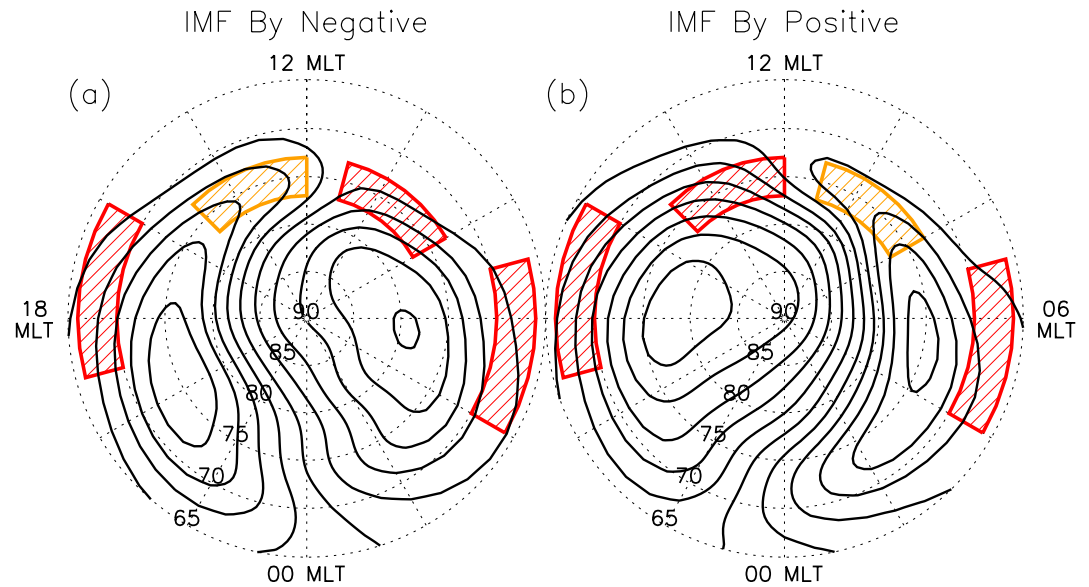 IMF By Negative
IMF By Positive
12 MLT
12 MLT
(a)
(b)
18
MLT
06
MLT
90
85
80
75
70
65
90
85
80
75
70
65
00 MLT
00 MLT